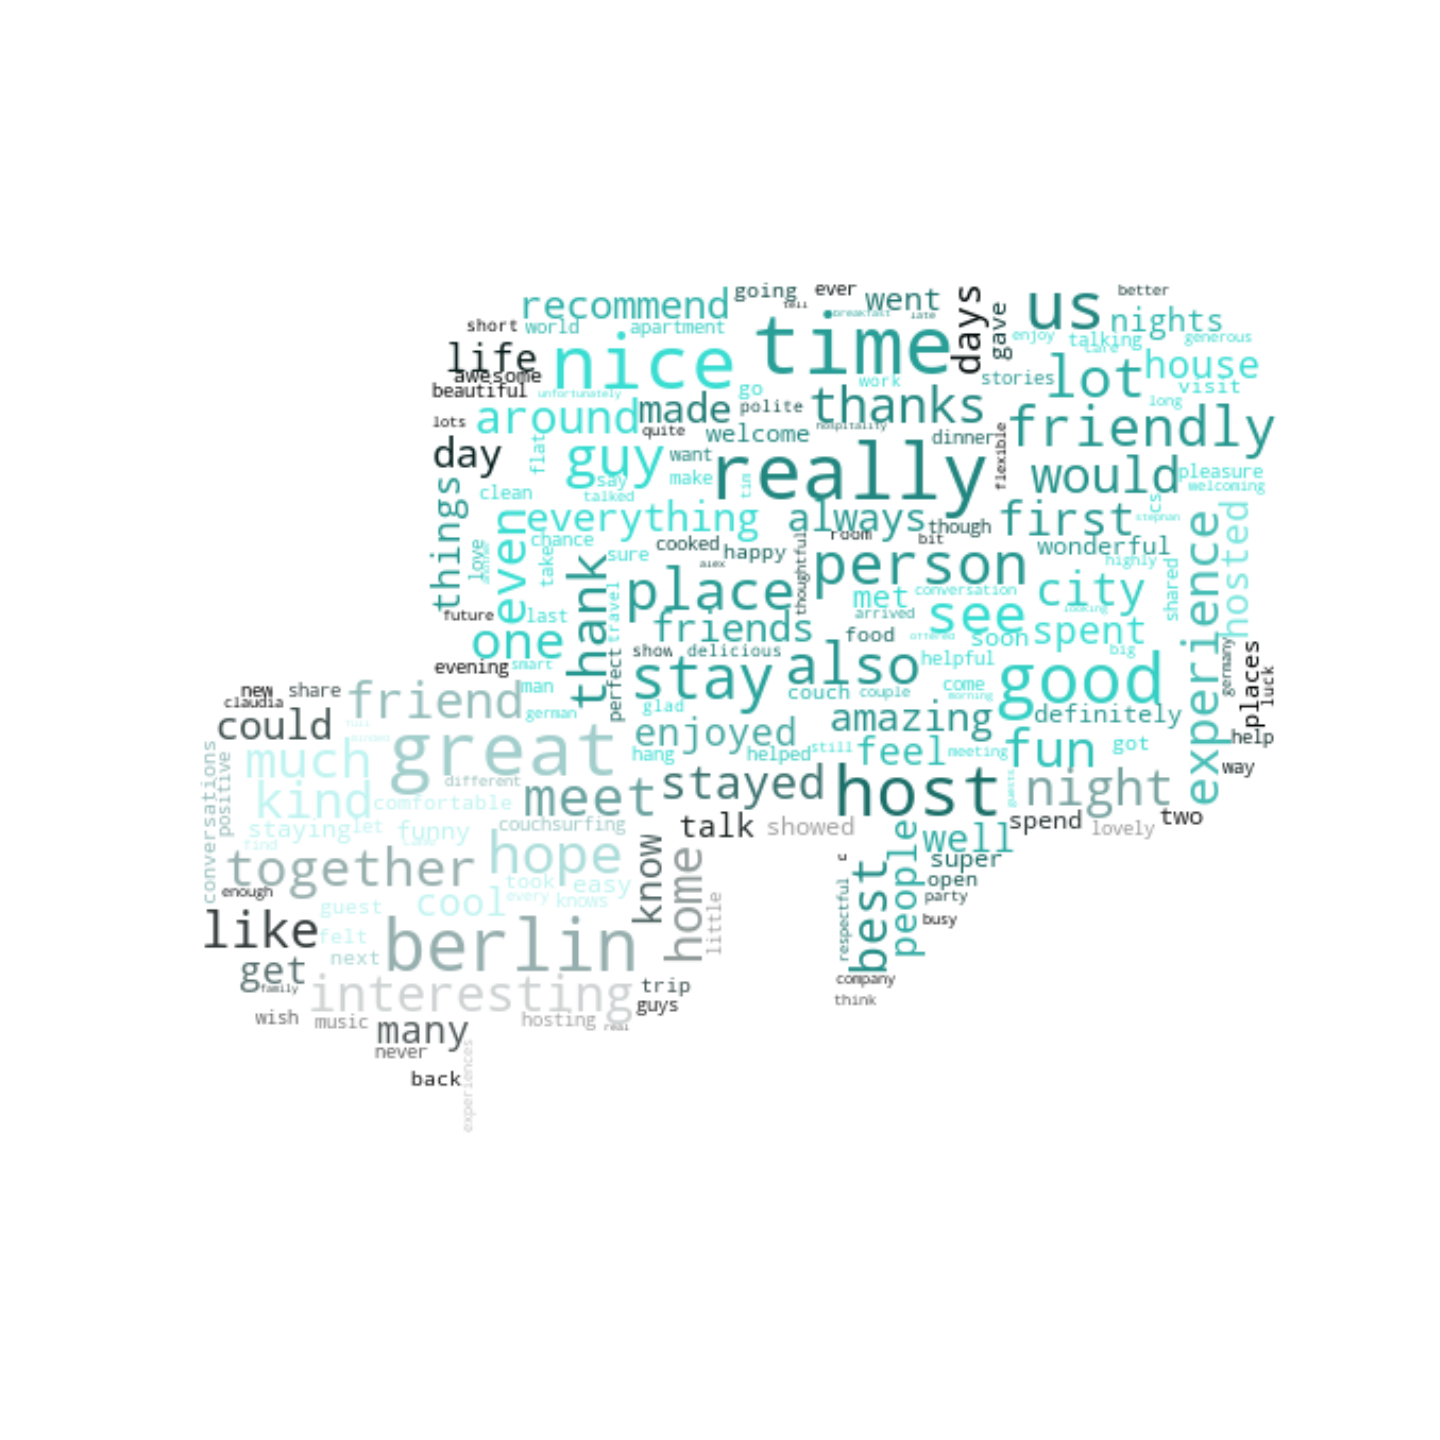 going ever us better
recommend tell went days
short world apartment breakfast late gave enjoy talking nights generous
life nice time lot care house
awesome work stories visit
beautiful unfortunately go long
lots around made polite thanks friendly
quite welcome hospitality dinner flexible
day flat guy want really would pleasure
things clean say make tim cs welcoming
talked
even everything always though first stephan experience hosted
love chance cooked room bit wonderful
take sure happy thoughtful person highly shared
thank alex
place met conversation see city looking
future last travel arrived
one friends food offered soon spent
evening smart perfect show delicious also helpful big germany places luck
new share friend man stay couch couple come good
claudia german glad morning definitely
could enjoyed amazing help
great hang helped still feel meeting fun got
conversations positive much different way
kind comfortable meet stayed host guests night
staying let funny couchsurfing talk showed spend lovely two
find hope know well
together people super
took easy home c open
enough cool every knows little respectful best party
like guest busy
felt berlin
get next
family interesting trip company
guys think
wish music many hosting real
never
back experiences